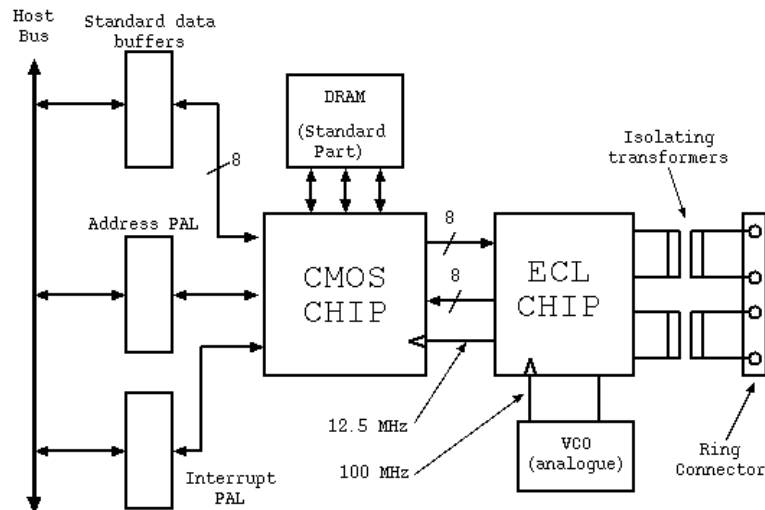 Host
Bus
Standard data
buffers
DRAM
(Standard
Part)
Isolating
transformers
8
Address PAL
8
8
CMOS
CHIP
ECL
CHIP
12.5 MHz
100 MHz
VCO
(analogue)
Interrupt
PAL
Ring
Connector